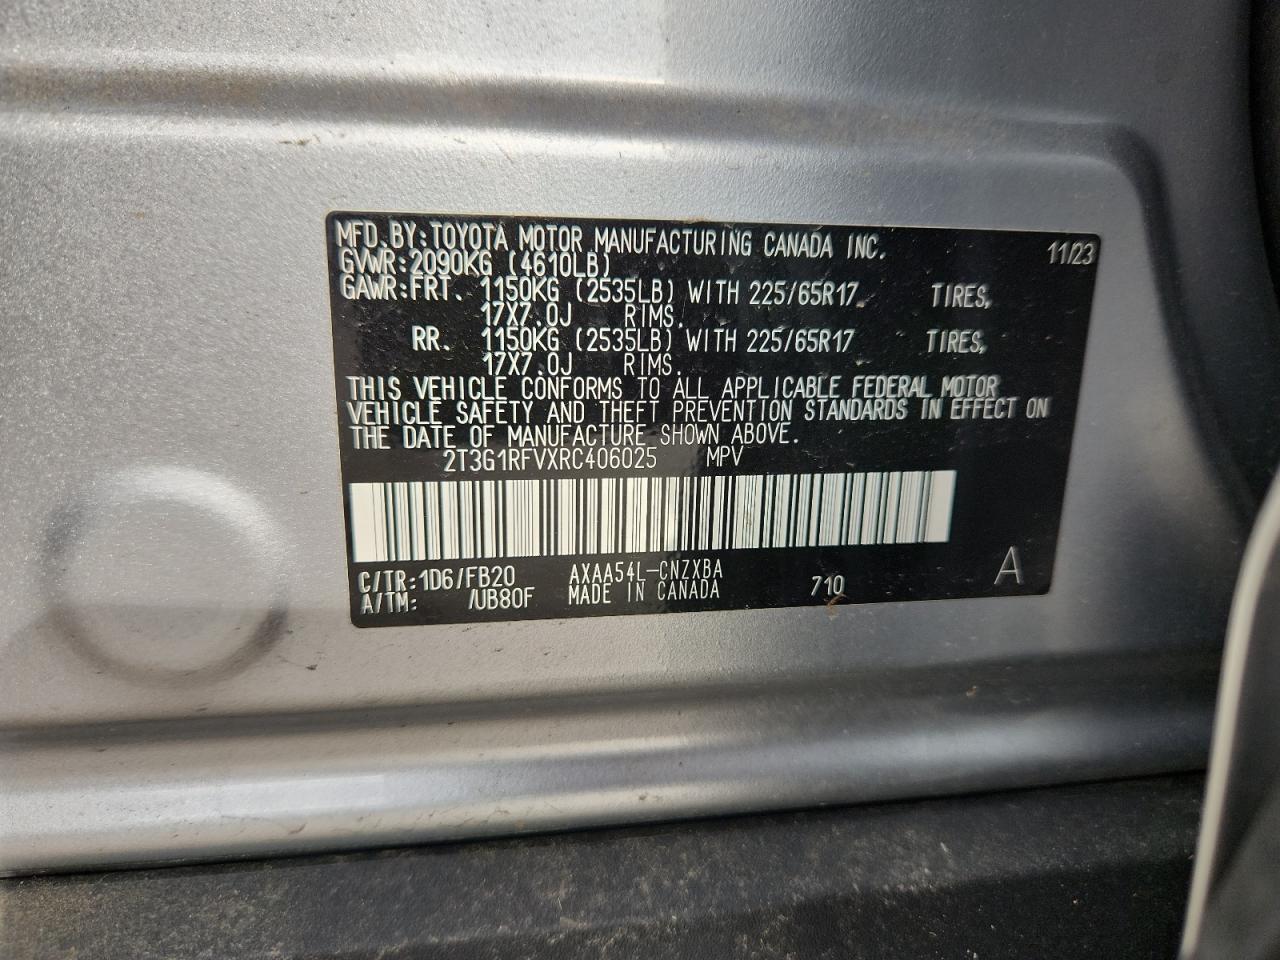 MFD.BY:TOYOTA MOTOR MANUFACTURING CANADA INC. 11/23
GVWR:2090KG (4610LB)
GAWR:FRT. 1150KG (2535LB) WITH 225/65R17 TIRES,
17X7.0J RIMS.
RR. 1150KG (2535LB) WITH 225/65R17 TIRES,
17X7.0J RIMS.
THIS VEHICLE CONFORMS TO ALL APPLICABLE FEDERAL MOTOR
VEHICLE SAFETY AND THEFT PREVENTION STANDARDS IN EFFECT ON
THE DATE OF MANUFACTURE SHOWN ABOVE.
2T3G1RFVXRC406025 MPV
C/TR:1D6/FB20 AXAA54L-CNZXBA 710 A
A/TM: /UB80F MADE IN CANADA